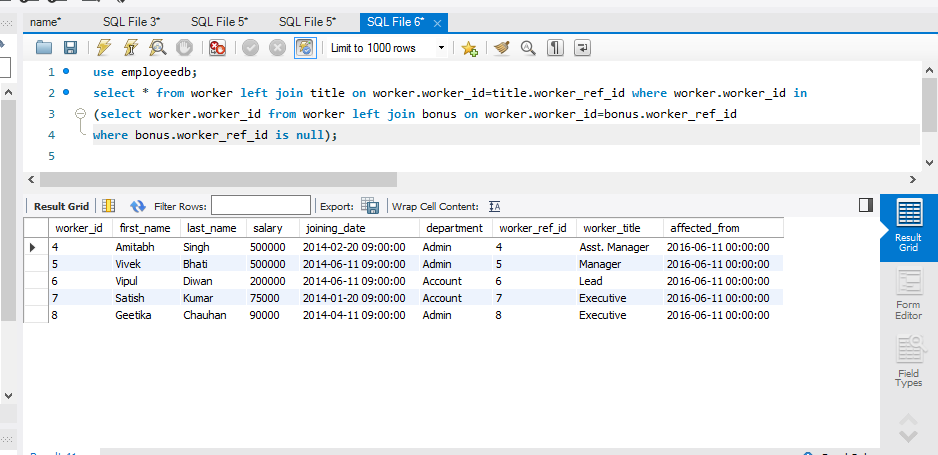 name* SQL File 3* SQL File 5* SQL File 5* SQL File 6* ×
Limit to 1000 rows
1 use employeedb;
2 select * from worker left join title on worker.worker_id=title.worker_ref_id where worker.worker_id in
3 (select worker.worker_id from worker left join bonus on worker.worker_id=bonus.worker_ref_id
4 where bonus.worker_ref_id is null);
5
Result Grid Filter Rows: Export: Wrap Cell Content:
worker_id first_name last_name salary joining_date department worker_ref_id worker_title affected_from
4 Amitabh Singh 500000 2014-02-20 09:00:00 Admin 4 Asst. Manager 2016-06-11 00:00:00
5 Vivek Bhati 500000 2014-06-11 09:00:00 Admin 5 Manager 2016-06-11 00:00:00
6 Vipul Diwan 200000 2014-06-11 09:00:00 Account 6 Lead 2016-06-11 00:00:00
7 Satish Kumar 75000 2014-01-20 09:00:00 Account 7 Executive 2016-06-11 00:00:00
8 Geetika Chauhan 90000 2014-04-11 09:00:00 Admin 8 Executive 2016-06-11 00:00:00
Result
Grid
Form
Editor
Field
Types